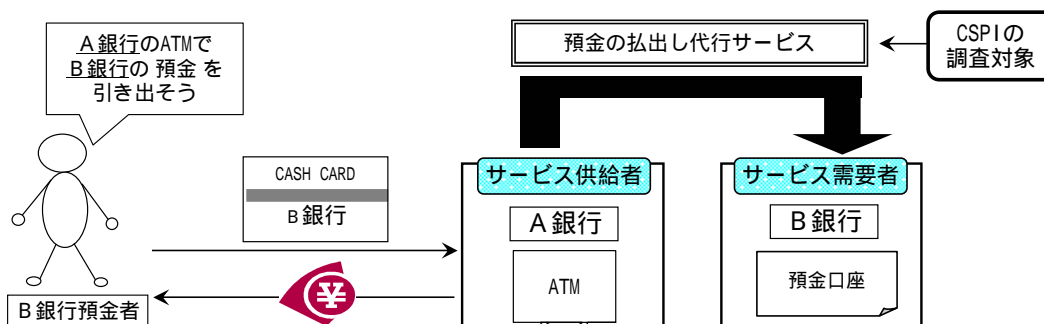 A銀行のATMで
B銀行の 預金 を
引き出そう
預金の払出し代行サービス
CSPIの
調査対象
CASH CARD
B銀行
サービス供給者
サービス需要者
A銀行
B銀行
ATM
預金口座
¥
B銀行預金者